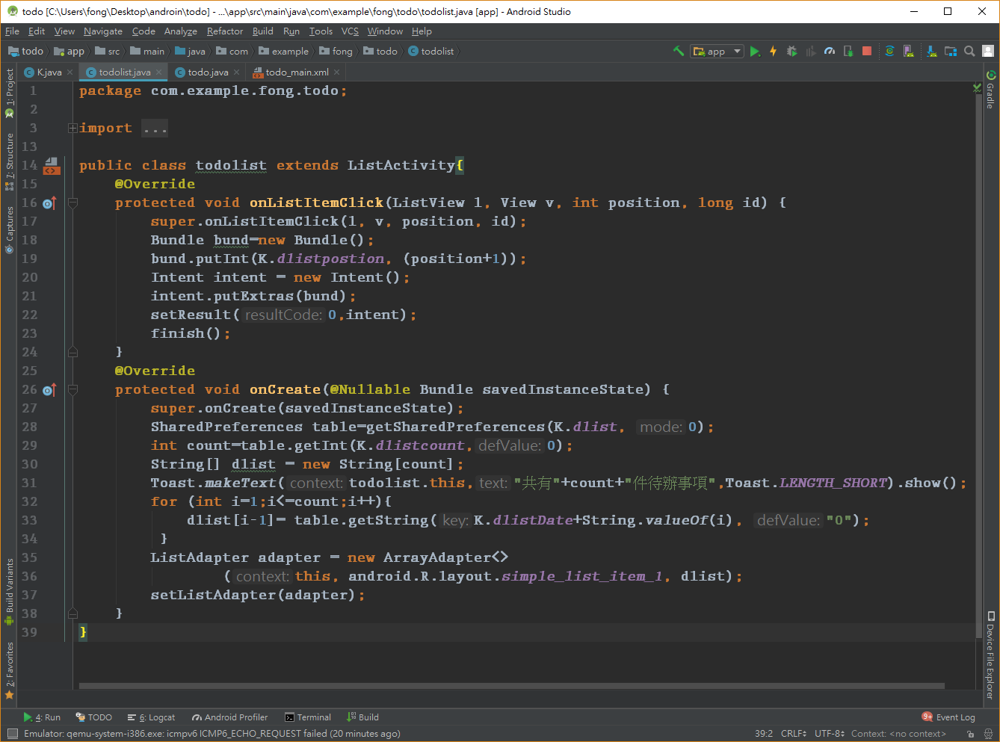 todo [C:\Users\fong\Desktop\androin\todo] - ...\app\src\main\java\com\example\fong\todo\todolist.java [app] - Android Studio
File Edit View Navigate Code Analyze Refactor Build Run Tools VCS Window Help
todo app src main java com example fong todo todolist app
K.java todolist.java todo.java todo_main.xml
1: Project
7: Structure
Captures
Build Variants
2: Favorites
1 package com.example.fong.todo;
2
3 import ...
13
14 public class todolist extends ListActivity{
15 @Override
16 protected void onListItemClick(ListView l, View v, int position, long id) {
17 super.onListItemClick(l, v, position, id);
18 Bundle bund=new Bundle();
19 bund.putInt(K.dlistpostion, (position+1));
20 Intent intent = new Intent();
21 intent.putExtras(bund);
22 setResult( resultCode: 0,intent);
23 finish();
24 }
25 @Override
26 protected void onCreate(@Nullable Bundle savedInstanceState) {
27 super.onCreate(savedInstanceState);
28 SharedPreferences table=getSharedPreferences(K.dlist, mode: 0);
29 int count=table.getInt(K.dlistcount, defValue: 0);
30 String[] dlist = new String[count];
31 Toast.makeText( context: todolist.this, text: "共有"+count+"件待辦事項",Toast.LENGTH_SHORT).show();
32 for (int i=1;i<=count;i++){
33 dlist[i-1]= table.getString( key: K.dlistDate+String.valueOf(i), defValue: "0");
34 }
35 ListAdapter adapter = new ArrayAdapter<>
36 ( context: this, android.R.layout.simple_list_item_1, dlist);
37 setListAdapter(adapter);
38 }
39 }
Gradle
Device File Explorer
4: Run TODO 6: Logcat Android Profiler Terminal Build 9+ Event Log
Emulator: qemu-system-i386.exe: icmpv6 ICMP6_ECHO_REQUEST failed (20 minutes ago) 39:2 CRLF UTF-8 Context: <no context>